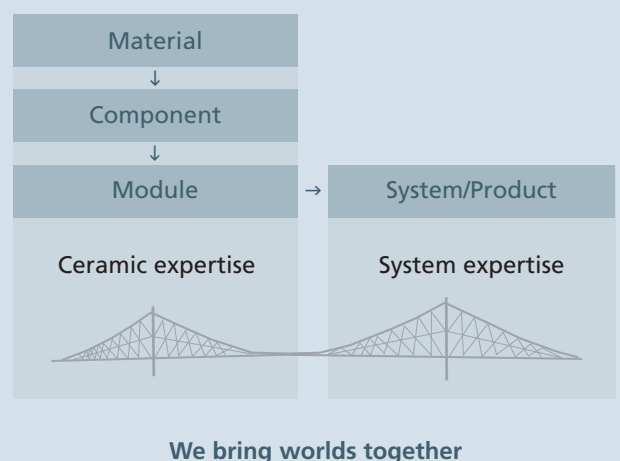 Material
↓
Component
↓
Module → System/Product
Ceramic expertise
System expertise
We bring worlds together